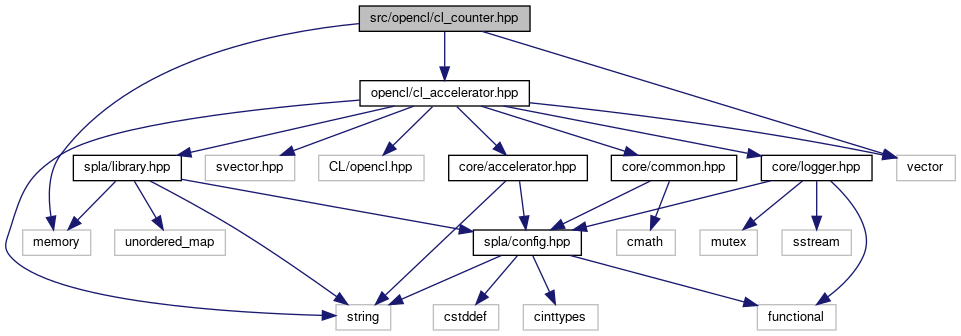 src/opencl/cl_counter.hpp
opencl/cl_accelerator.hpp
spla/library.hpp
svector.hpp
CL/opencl.hpp
core/accelerator.hpp
core/common.hpp
core/logger.hpp
vector
memory
unordered_map
spla/config.hpp
cmath
mutex
sstream
string
cstddef
cinttypes
functional